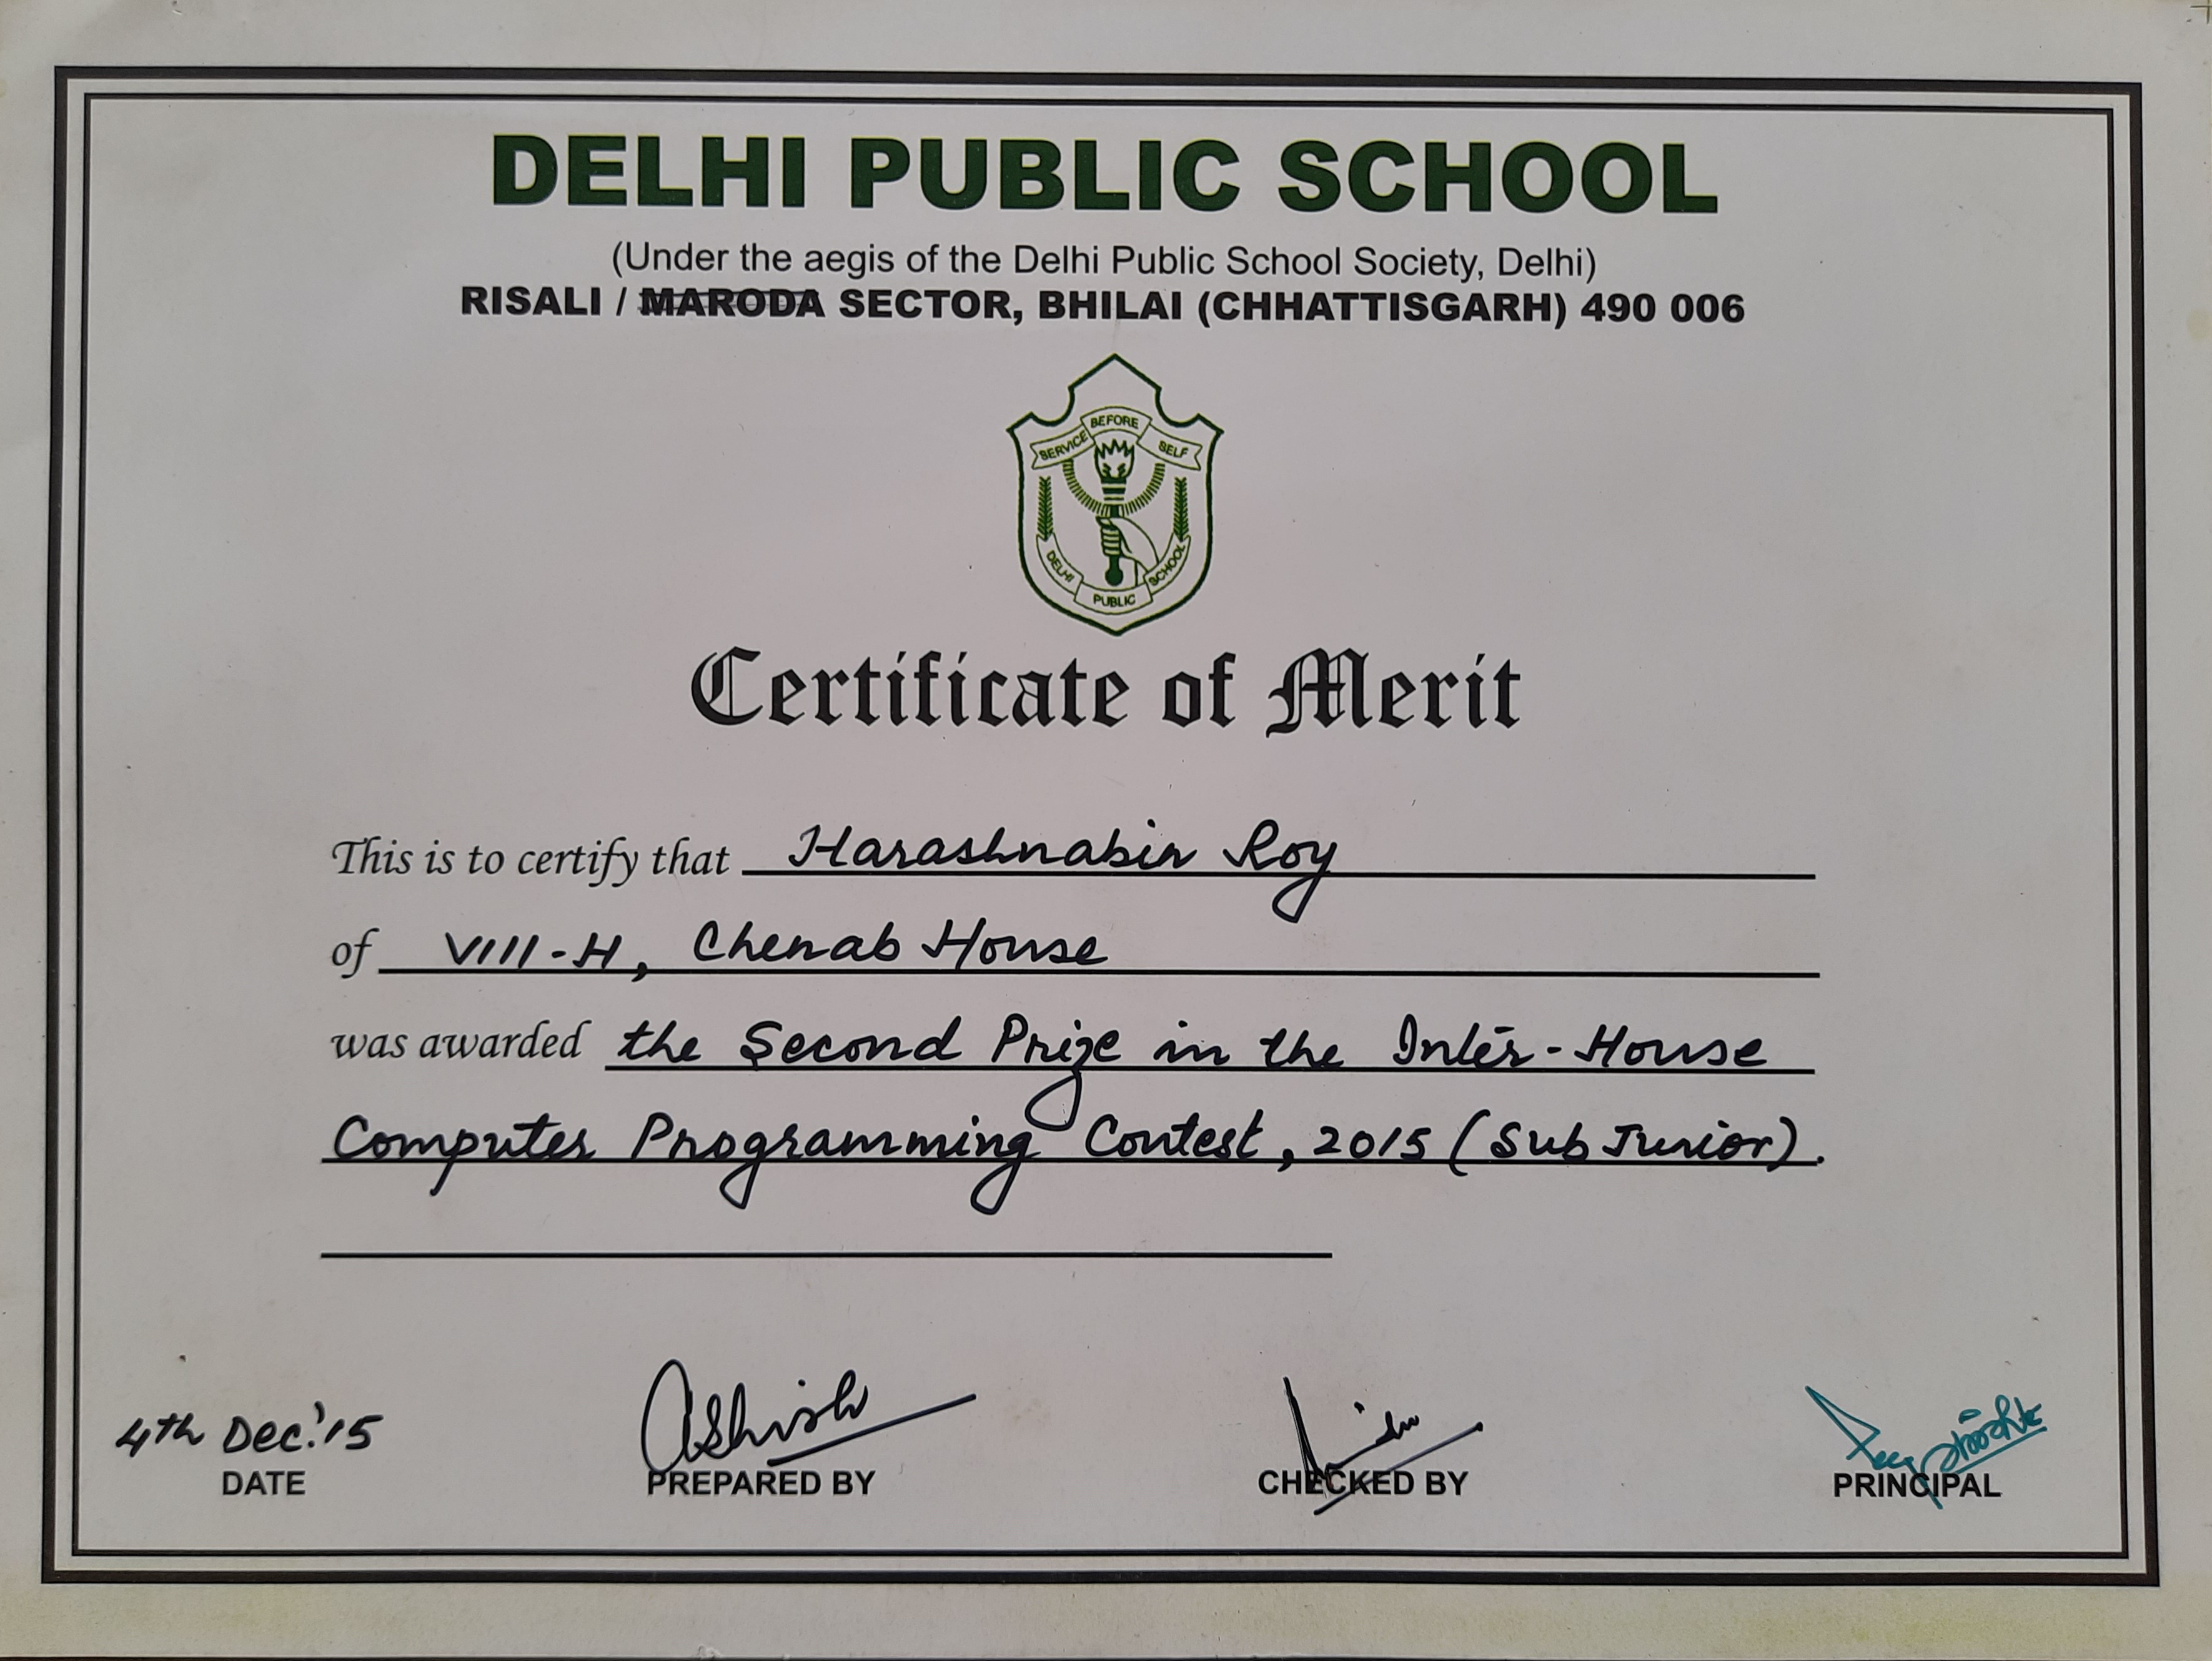 DELHI PUBLIC SCHOOL
(Under the aegis of the Delhi Public School Society, Delhi)
RISALI / MARODA SECTOR, BHILAI (CHHATTISGARH) 490 006
SERVICE BEFORE SELF
DELHI PUBLIC SCHOOL
Certificate of Merit
This is to certify that Harashnabin Roy
of VIII-H, Chenab House
was awarded the Second Prize in the Inter-House
Computer Programming Contest, 2015 (Sub Junior).
4th Dec.'15 Ashish
DATE PREPARED BY CHECKED BY PRINCIPAL